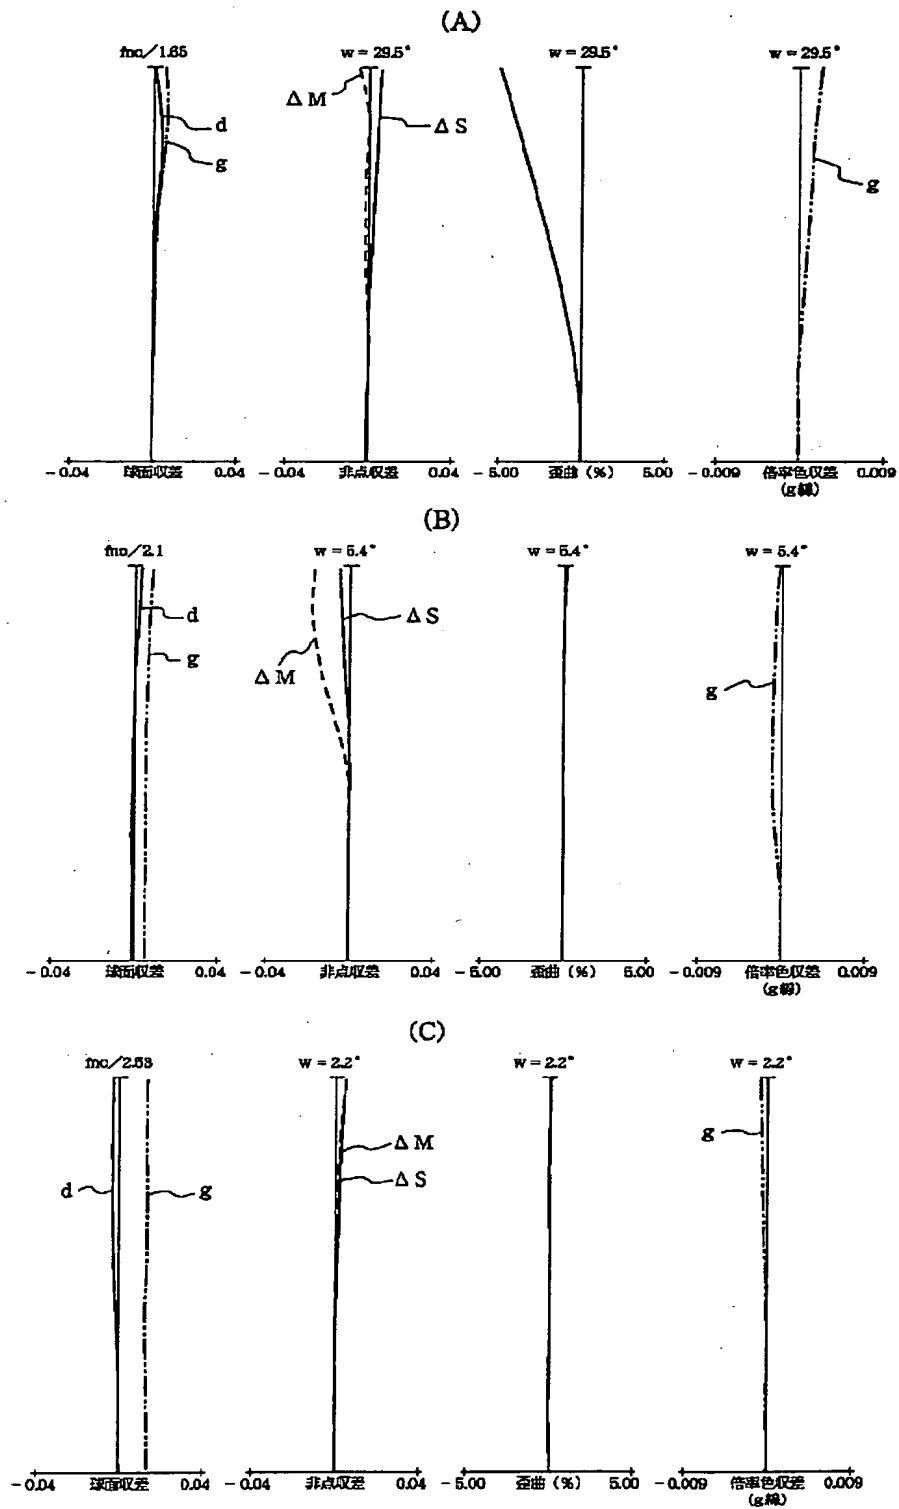 (A)
fno／1.65
w = 29.5°
w = 29.5°
w = 29.5°
ΔM
d
g
ΔS
g
-0.04
球面収差
0.04
-0.04
非点収差
0.04
-5.00
歪曲 (%)
5.00
-0.009
倍率色収差
(g線)
0.009
(B)
fno／2.1
w = 5.4°
w = 5.4°
w = 5.4°
d
g
ΔS
ΔM
g
-0.04
球面収差
0.04
-0.04
非点収差
0.04
-5.00
歪曲 (%)
5.00
-0.009
倍率色収差
(g線)
0.009
(C)
w = 2.2°
w = 2.2°
w = 2.2°
d
g
ΔM
ΔS
g
-0.04
球面収差
0.04
-0.04
非点収差
0.04
-5.00
歪曲 (%)
5.00
-0.009
倍率色収差
(g線)
0.009